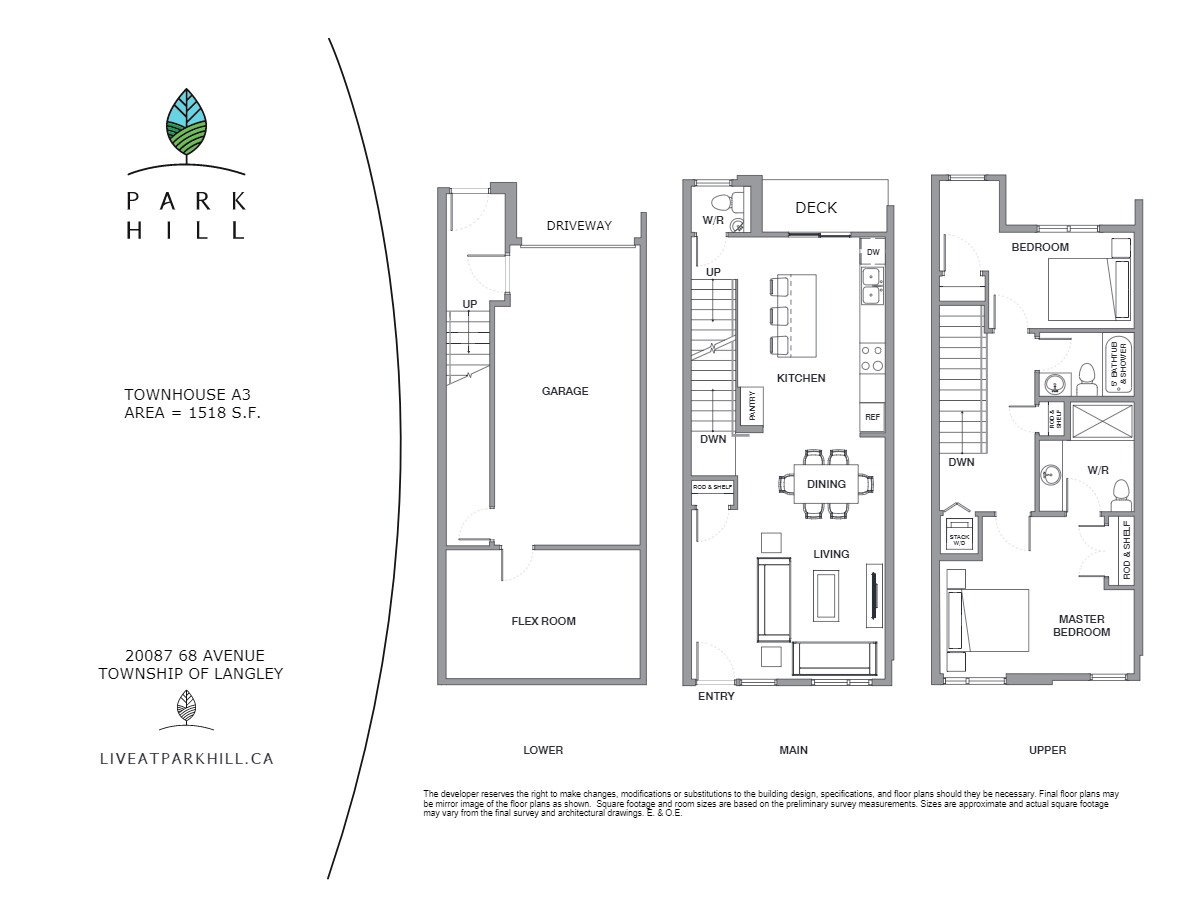 PARK
HILL
TOWNHOUSE A3
AREA = 1518 S.F.
20087 68 AVENUE
TOWNSHIP OF LANGLEY
LIVEATPARKHILL.CA
DRIVEWAY
UP
GARAGE
FLEX ROOM
LOWER
W/R
DECK
UP
DW
KITCHEN
PANTRY
REF
DWN
ROD & SHELF
DINING
LIVING
ENTRY
MAIN
BEDROOM
5' BATHTUB
& SHOWER
ROD &
SHELF
DWN
W/R
STACK
W/D
ROD & SHELF
MASTER
BEDROOM
UPPER
The developer reserves the right to make changes, modifications or substitutions to the building design, specifications, and floor plans should they be necessary. Final floor plans may
be mirror image of the floor plans as shown. Square footage and room sizes are based on the preliminary survey measurements. Sizes are approximate and actual square footage
may vary from the final survey and architectural drawings. E. & O.E.